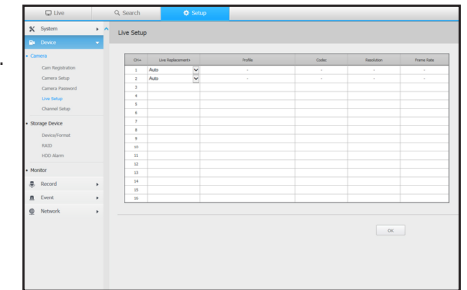 Live
Search
Setup
System
Device
Camera
Cam Registration
Camera Setup
Camera Password
Live Setup
Channel Setup
Storage Device
Device/Format
RAID
HDD Alarm
Monitor
Record
Event
Network
Live Setup
CH Live Replacements Profile Codec Resolution Frame Rate
1 Auto - - - -
2 Auto - - - -
3
4
5
6
7
8
9
10
11
12
13
14
15
16
OK